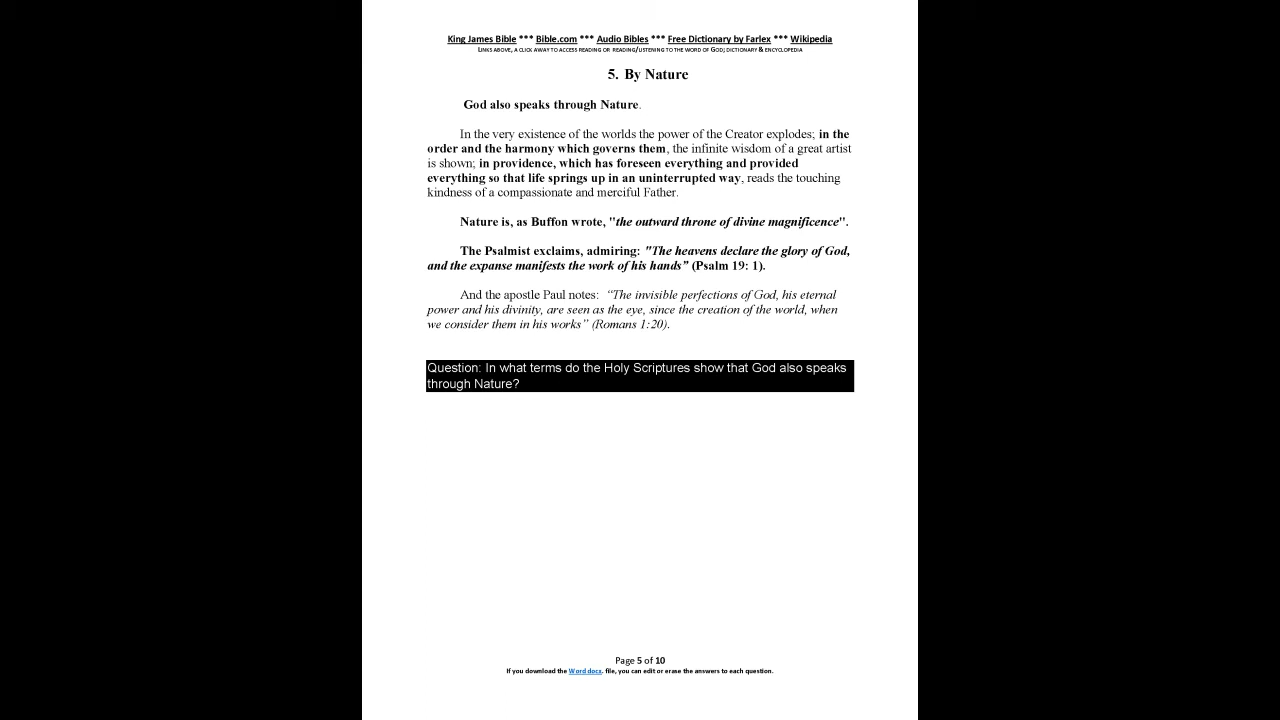 King James Bible *** Bible.com *** Audio Bibles *** Free Dictionary by Farlex *** Wikipedia
Links above, a click away to access reading or reading/listening to the word of God; dictionary & encyclopedia
5. By Nature
God also speaks through Nature.
In the very existence of the worlds the power of the Creator explodes; in the
order and the harmony which governs them, the infinite wisdom of a great artist
is shown; in providence, which has foreseen everything and provided
everything so that life springs up in an uninterrupted way, reads the touching
kindness of a compassionate and merciful Father.
Nature is, as Buffon wrote, "the outward throne of divine magnificence".
The Psalmist exclaims, admiring: "The heavens declare the glory of God,
and the expanse manifests the work of his hands” (Psalm 19: 1).
And the apostle Paul notes: “The invisible perfections of God, his eternal
power and his divinity, are seen as the eye, since the creation of the world, when
we consider them in his works” (Romans 1:20).
Question: In what terms do the Holy Scriptures show that God also speaks
through Nature?
Page 5 of 10
If you download the Word docx. file, you can edit or erase the answers to each question.